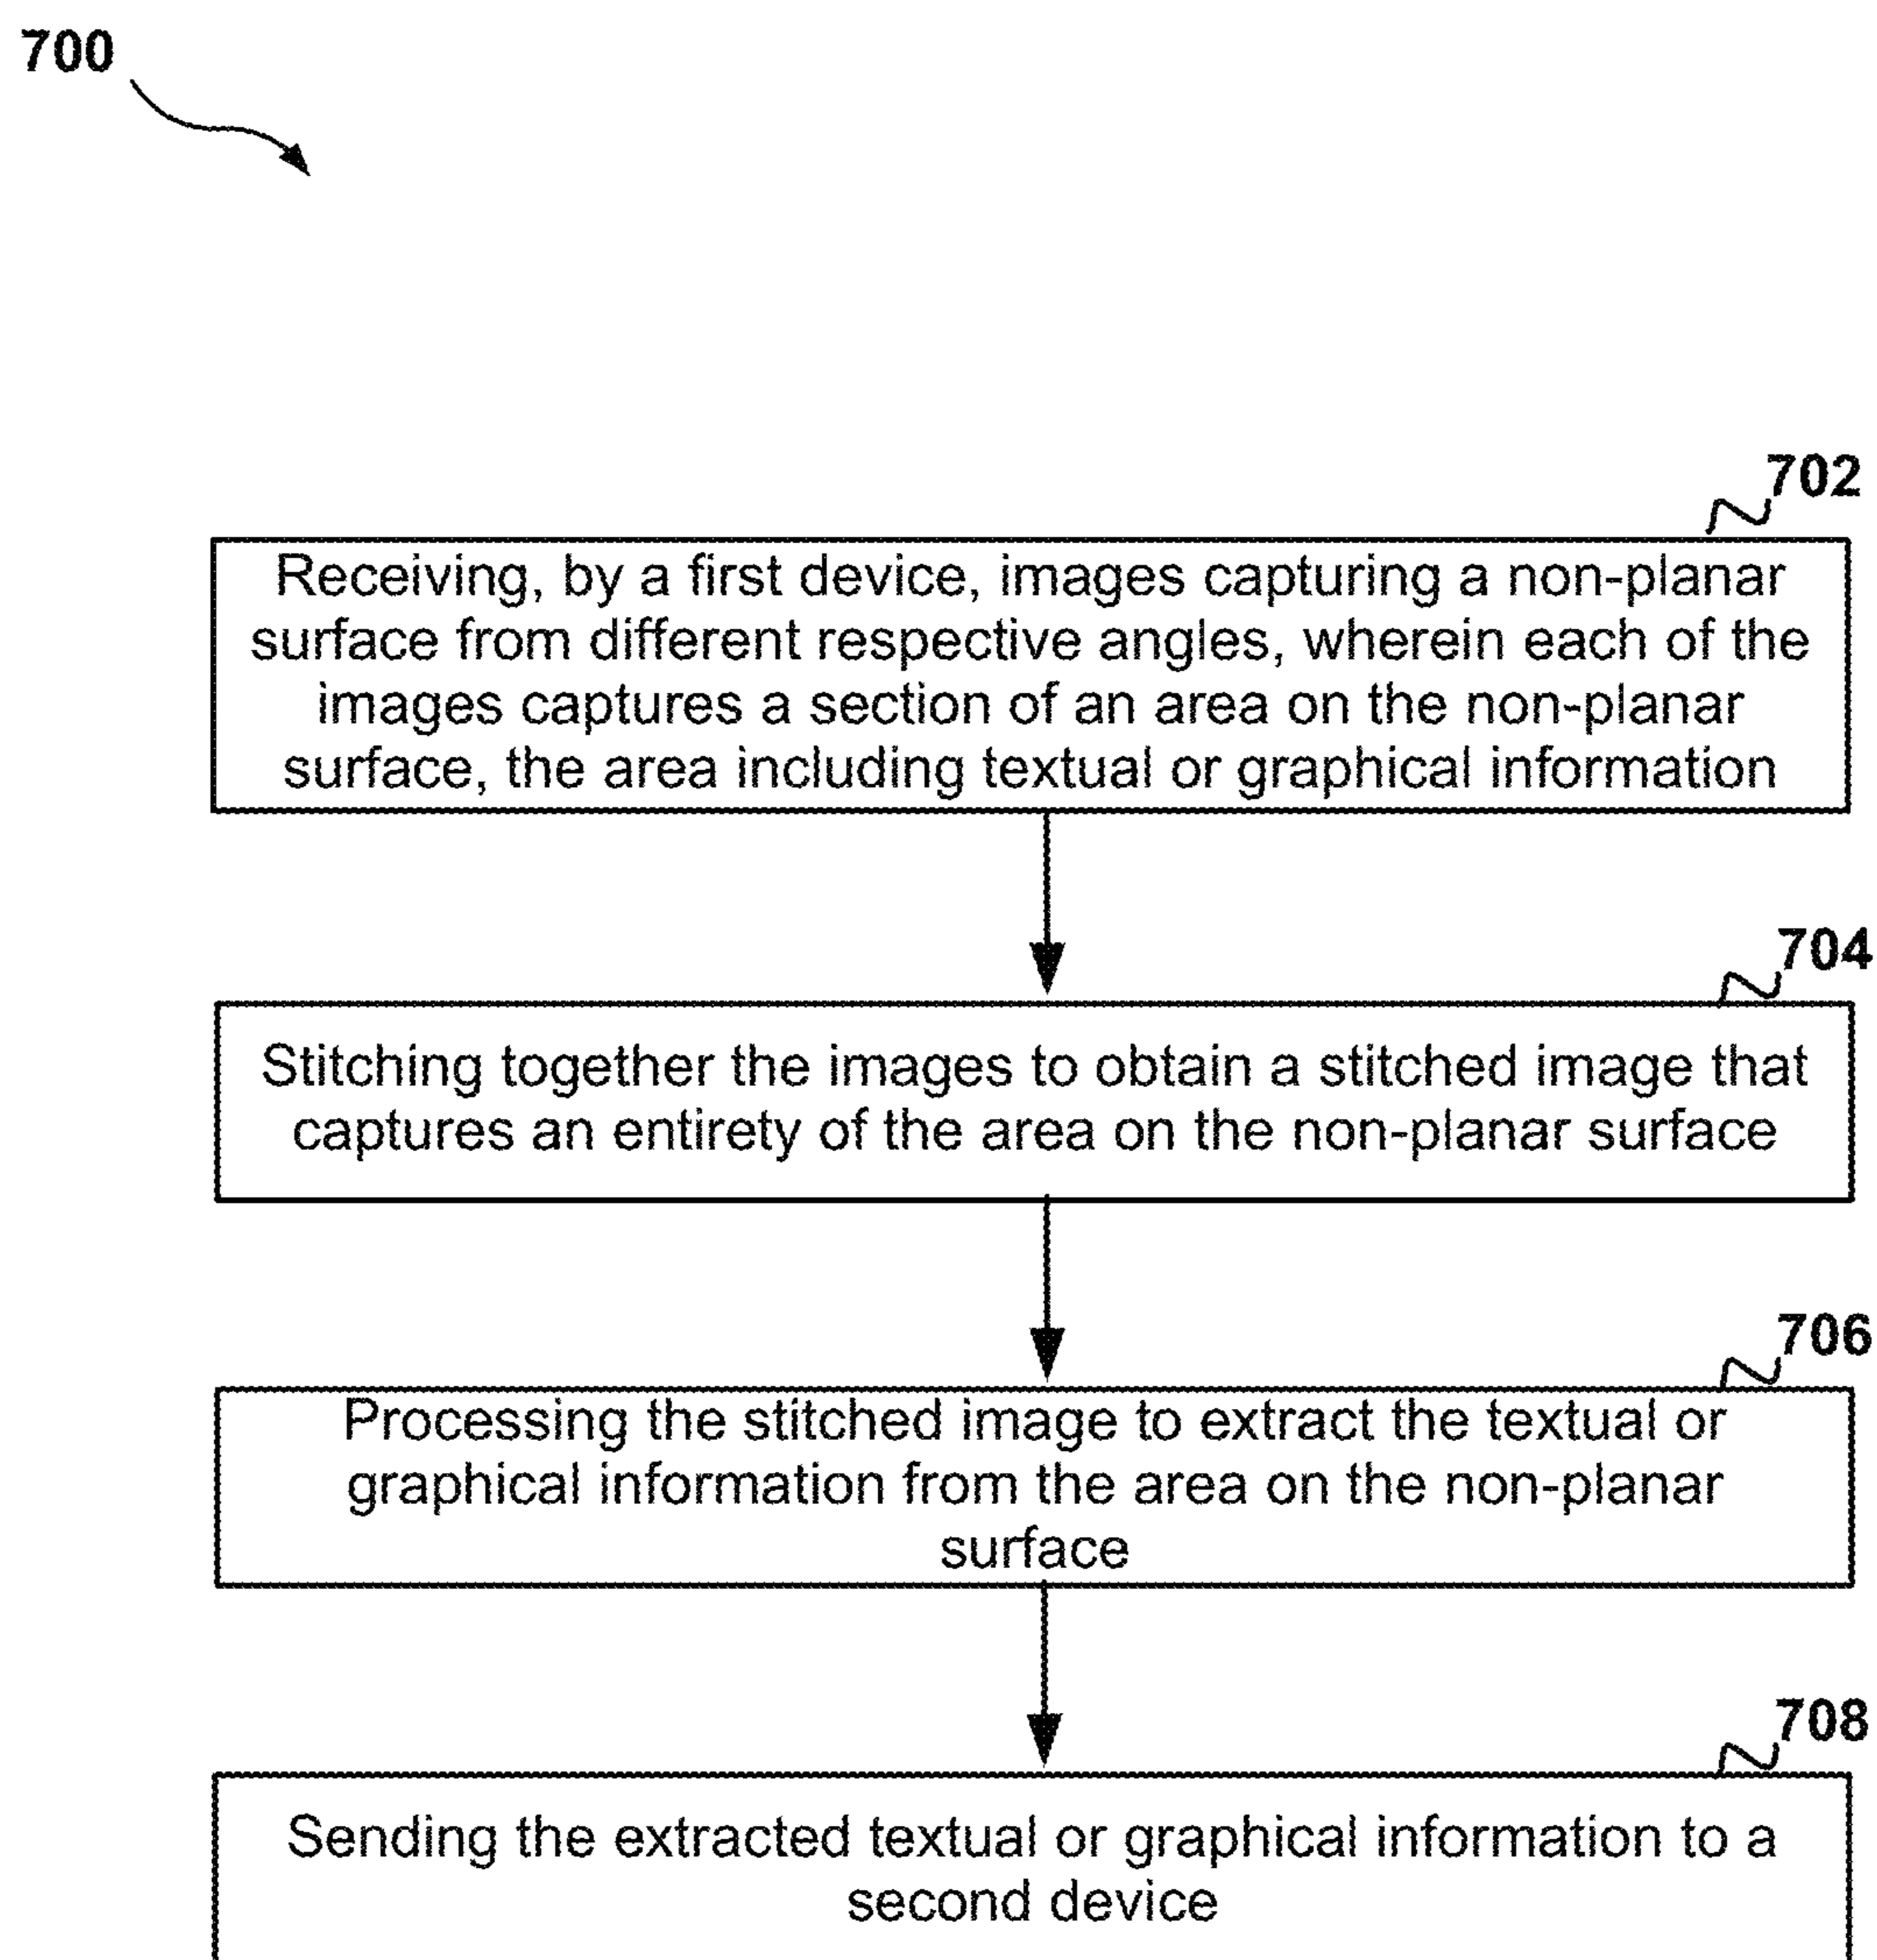 700
702
Receiving, by a first device, images capturing a non-planar
surface from different respective angles, wherein each of the
images captures a section of an area on the non-planar
surface, the area including textual or graphical information
704
Stitching together the images to obtain a stitched image that
captures an entirety of the area on the non-planar surface
706
Processing the stitched image to extract the textual or
graphical information from the area on the non-planar
surface
708
Sending the extracted textual or graphical information to a
second device